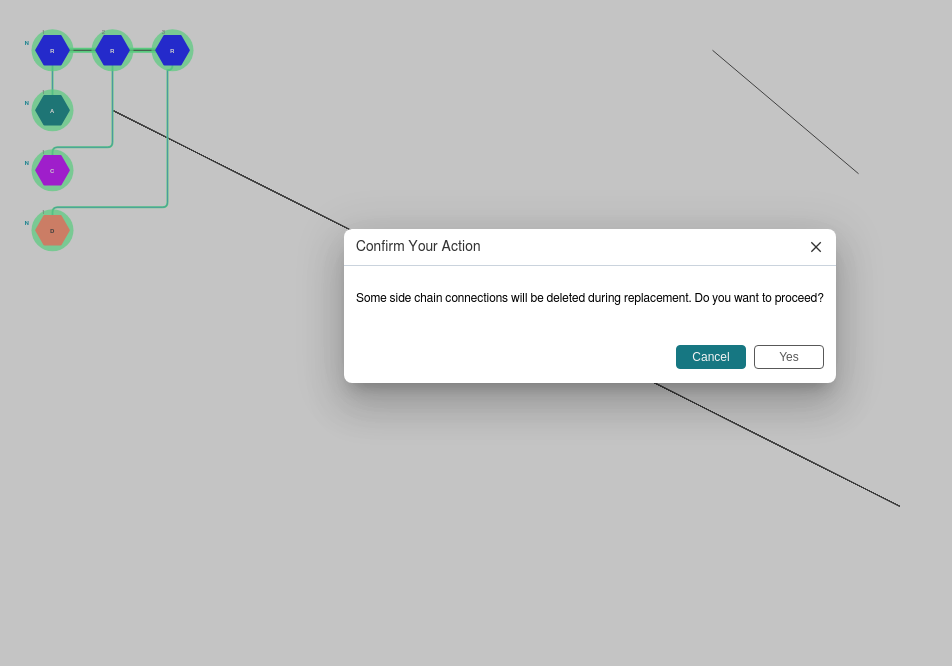 N
R
R
R
N
A
N
C
N
D
Confirm Your Action
Some side chain connections will be deleted during replacement. Do you want to proceed?
Cancel
Yes